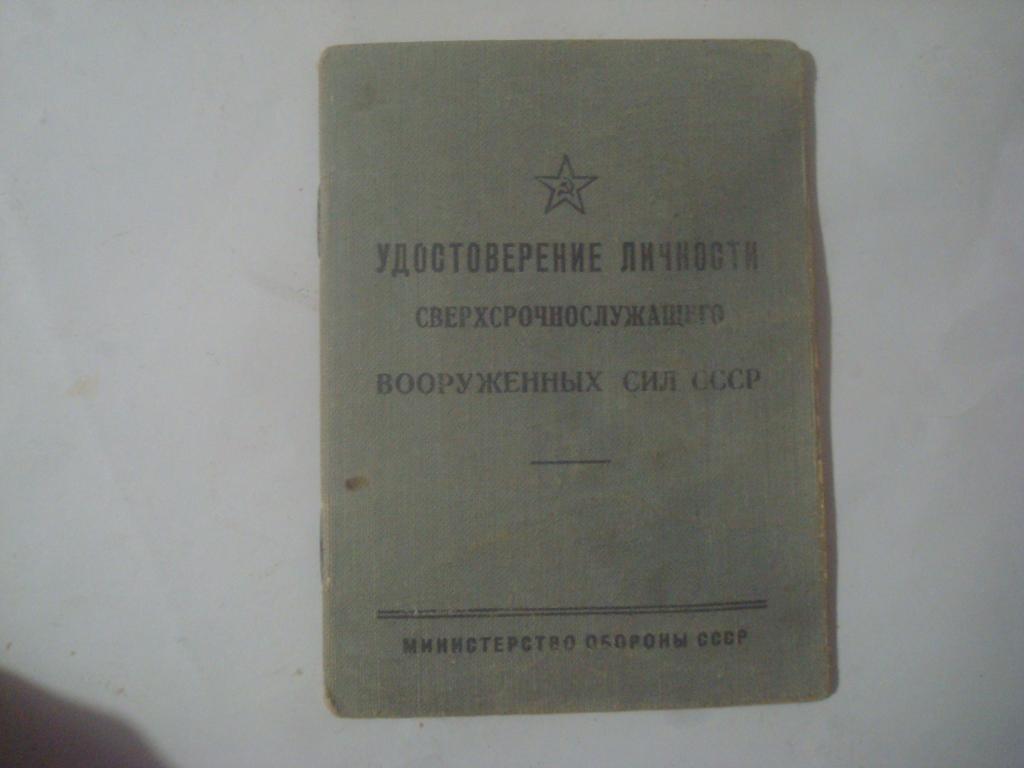 УДОСТОВЕРЕНИЕ ЛИЧНОСТИ
СВЕРХСРОЧНОСЛУЖАЩЕГО
ВООРУЖЕННЫХ СИЛ СССР
МИНИСТЕРСТВО ОБОРОНЫ СССР